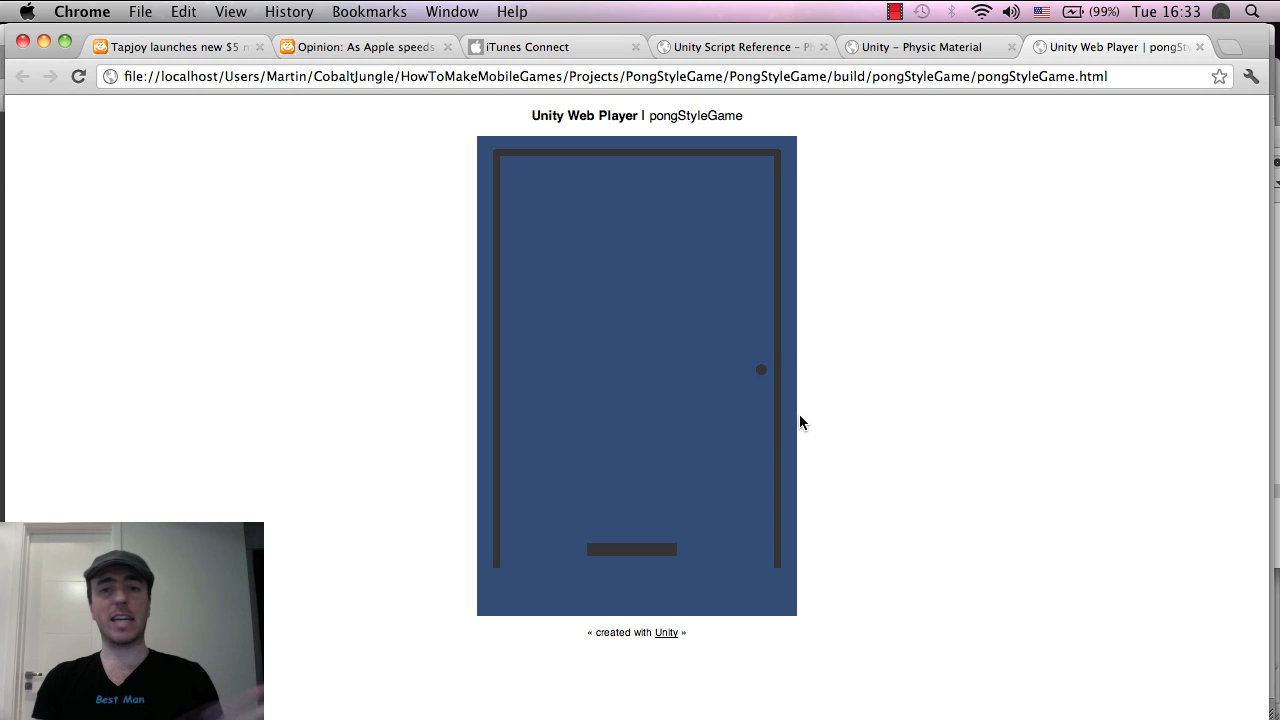 Chrome File Edit View History Bookmarks Window Help (99%) Tue 16:33
Tapjoy launches new $5 Opinion: As Apple speeds iTunes Connect Unity Script Reference – Unity – Physic Material Unity Web Player | pongSt
file://localhost/Users/Martin/CobaltJungle/HowToMakeMobileGames/Projects/PongStyleGame/PongStyleGame/build/pongStyleGame/pongStyleGame.html
Unity Web Player | pongStyleGame
« created with Unity »
Best Man